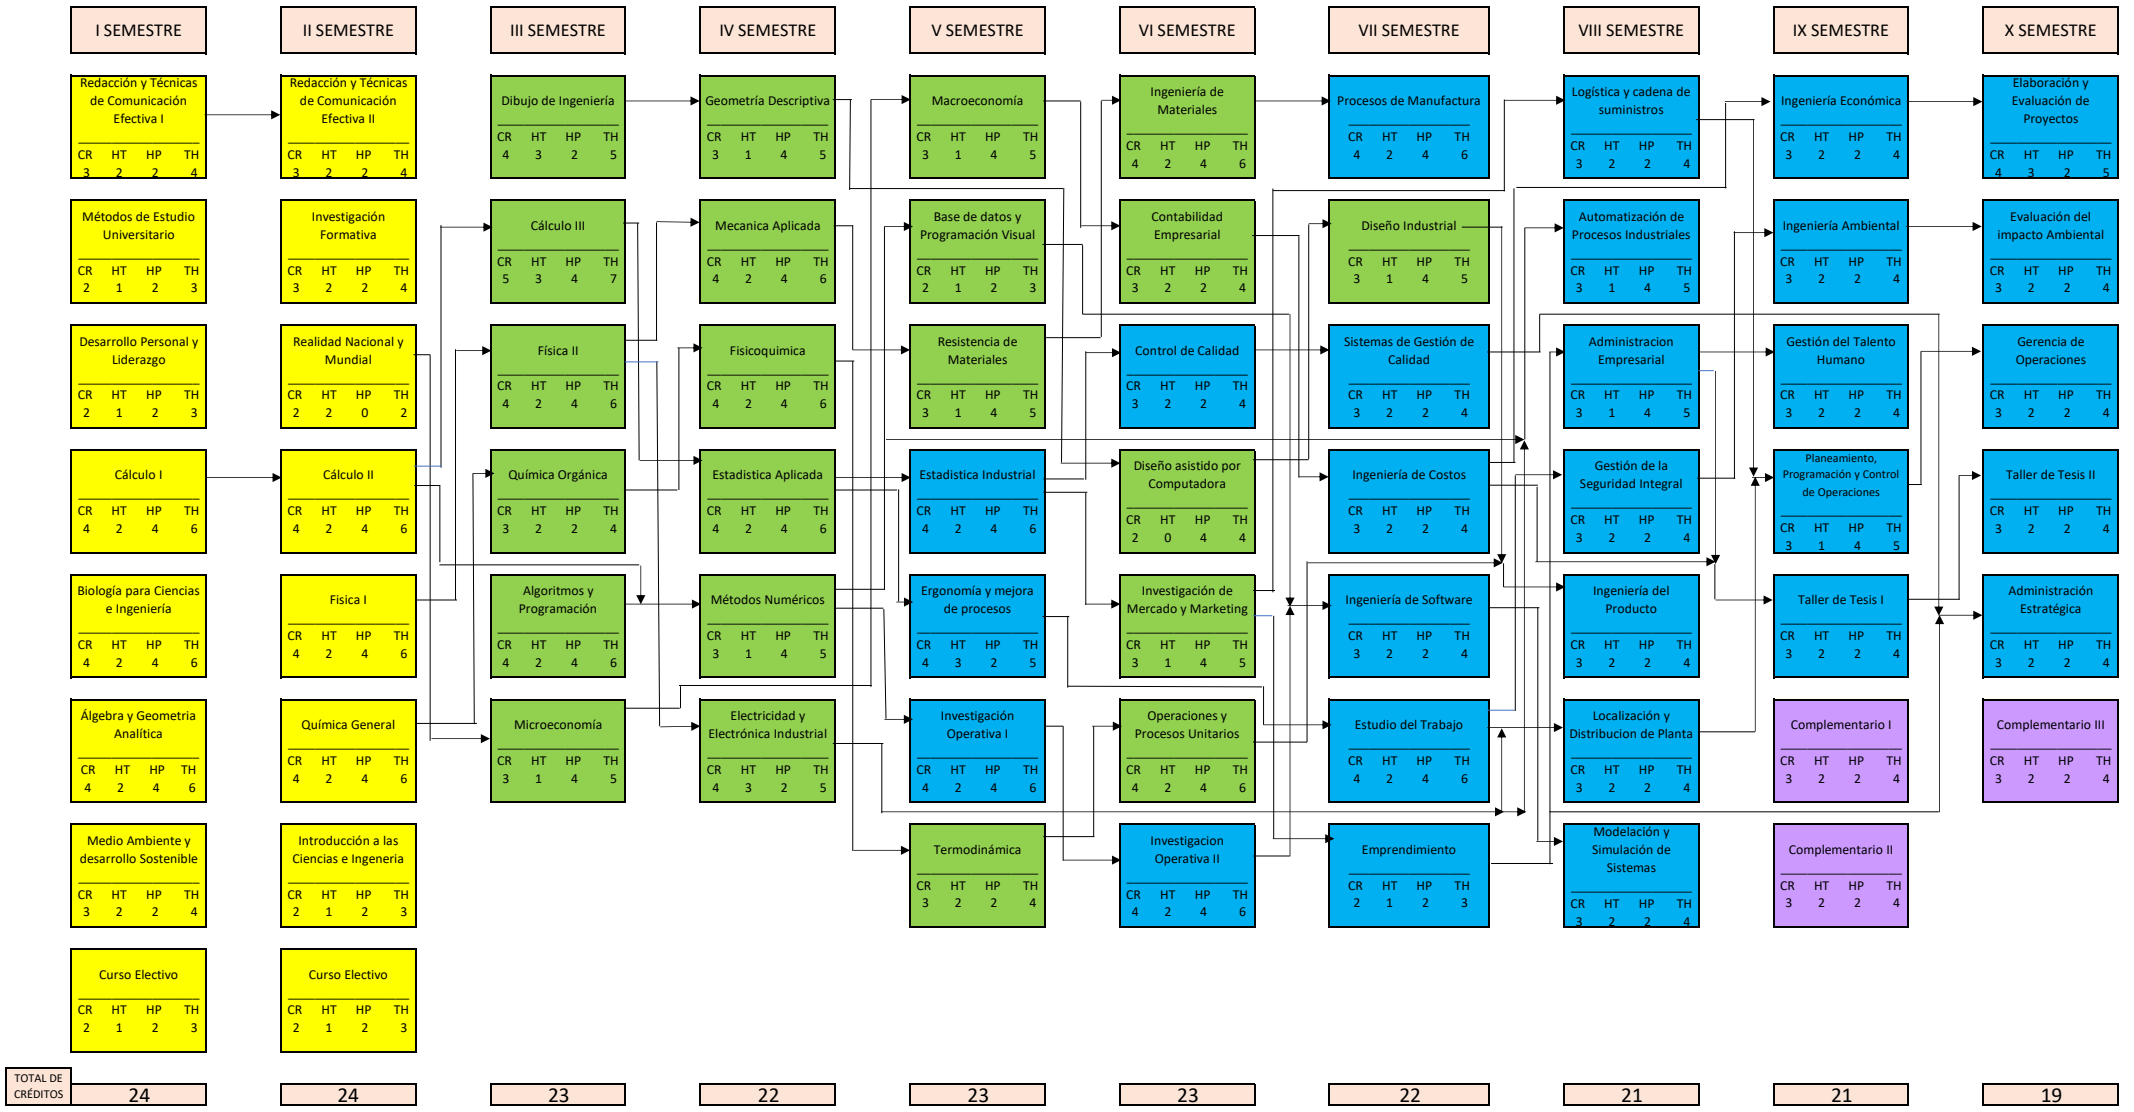 I SEMESTRE
Redacción y Técnicas
de Comunicación
Efectiva I
CR HT HP TH
3 2 2 4
Métodos de Estudio
Universitario
CR HT HP TH
2 1 2 3
Desarrollo Personal y
Liderazgo
CR HT HP TH
2 1 2 3
Cálculo I
CR HT HP TH
4 2 4 6
Biología para Ciencias
e Ingeniería
CR HT HP TH
4 2 4 6
Álgebra y Geometria
Analítica
CR HT HP TH
4 2 4 6
Medio Ambiente y
desarrollo Sostenible
CR HT HP TH
3 2 2 4
Curso Electivo
CR HT HP TH
2 1 2 3
II SEMESTRE
Redacción y Técnicas
de Comunicación
Efectiva II
CR HT HP TH
3 2 2 4
Investigación
Formativa
CR HT HP TH
3 2 2 4
Realidad Nacional y
Mundial
CR HT HP TH
2 2 0 2
Cálculo II
CR HT HP TH
4 2 4 6
Fisica I
CR HT HP TH
4 2 4 6
Química General
CR HT HP TH
4 2 4 6
Introducción a las
Ciencias e Ingeneria
CR HT HP TH
2 1 2 3
Curso Electivo
CR HT HP TH
2 1 2 3
III SEMESTRE
Dibujo de Ingeniería
CR HT HP TH
4 3 2 5
Cálculo III
CR HT HP TH
5 3 4 7
Física II
CR HT HP TH
4 2 4 6
Química Orgánica
CR HT HP TH
3 2 2 4
Algoritmos y
Programación
CR HT HP TH
4 2 4 6
Microeconomía
CR HT HP TH
3 1 4 5
IV SEMESTRE
Geometría Descriptiva
CR HT HP TH
3 1 4 5
Mecanica Aplicada
CR HT HP TH
4 2 4 6
Fisicoquimica
CR HT HP TH
4 2 4 6
Estadistica Aplicada
CR HT HP TH
4 2 4 6
Métodos Numéricos
CR HT HP TH
3 1 4 5
Electricidad y
Electrónica Industrial
CR HT HP TH
4 3 2 5
V SEMESTRE
Macroeconomía
CR HT HP TH
3 1 4 5
Base de datos y
Programación Visual
CR HT HP TH
2 1 2 3
Resistencia de
Materiales
CR HT HP TH
3 1 4 5
Estadistica Industrial
CR HT HP TH
4 2 4 6
Ergonomía y mejora
de procesos
CR HT HP TH
4 3 2 5
Investigación
Operativa I
CR HT HP TH
4 2 4 6
Termodinámica
CR HT HP TH
3 2 2 4
VI SEMESTRE
Ingeniería de
Materiales
CR HT HP TH
4 2 4 6
Contabilidad
Empresarial
CR HT HP TH
3 2 2 4
Control de Calidad
CR HT HP TH
3 2 2 4
Diseño asistido por
Computadora
CR HT HP TH
2 0 4 4
Investigación de
Mercado y Marketing
CR HT HP TH
3 1 4 5
Operaciones y
Procesos Unitarios
CR HT HP TH
4 2 4 6
Investigacion
Operativa II
CR HT HP TH
4 2 4 6
VII SEMESTRE
Procesos de Manufactura
CR HT HP TH
4 2 4 6
Diseño Industrial
CR HT HP TH
3 1 4 5
Sistemas de Gestión de
Calidad
CR HT HP TH
3 2 2 4
Ingeniería de Costos
CR HT HP TH
3 2 2 4
Ingeniería de Software
CR HT HP TH
3 2 2 4
Estudio del Trabajo
CR HT HP TH
4 2 4 6
Emprendimiento
CR HT HP TH
2 1 2 3
VIII SEMESTRE
Logística y cadena de
suministros
CR HT HP TH
3 2 2 4
Automatización de
Procesos Industriales
CR HT HP TH
3 1 4 5
Administracion
Empresarial
CR HT HP TH
3 1 4 5
Gestión de la
Seguridad Integral
CR HT HP TH
3 2 2 4
Ingeniería del
Producto
CR HT HP TH
3 2 2 4
Localización y
Distribucion de Planta
CR HT HP TH
3 2 2 4
Modelación y
Simulación de
Sistemas
CR HT HP TH
3 2 2 4
IX SEMESTRE
Ingeniería Económica
CR HT HP TH
3 2 2 4
Ingeniería Ambiental
CR HT HP TH
3 2 2 4
Gestión del Talento
Humano
CR HT HP TH
3 2 2 4
Planeamiento,
Programación y Control
de Operaciones
CR HT HP TH
3 1 4 5
Taller de Tesis I
CR HT HP TH
3 2 2 4
Complementario I
CR HT HP TH
3 2 2 4
Complementario II
CR HT HP TH
3 2 2 4
X SEMESTRE
Elaboración y
Evaluación de
Proyectos
CR HT HP TH
4 3 2 5
Evaluación del
impacto Ambiental
CR HT HP TH
3 2 2 4
Gerencia de
Operaciones
CR HT HP TH
3 2 2 4
Taller de Tesis II
CR HT HP TH
3 2 2 4
Administración
Estratégica
CR HT HP TH
3 2 2 4
Complementario III
CR HT HP TH
3 2 2 4
TOTAL DE
CRÉDITOS
24 24 23 22 23 23 22 21 21 19